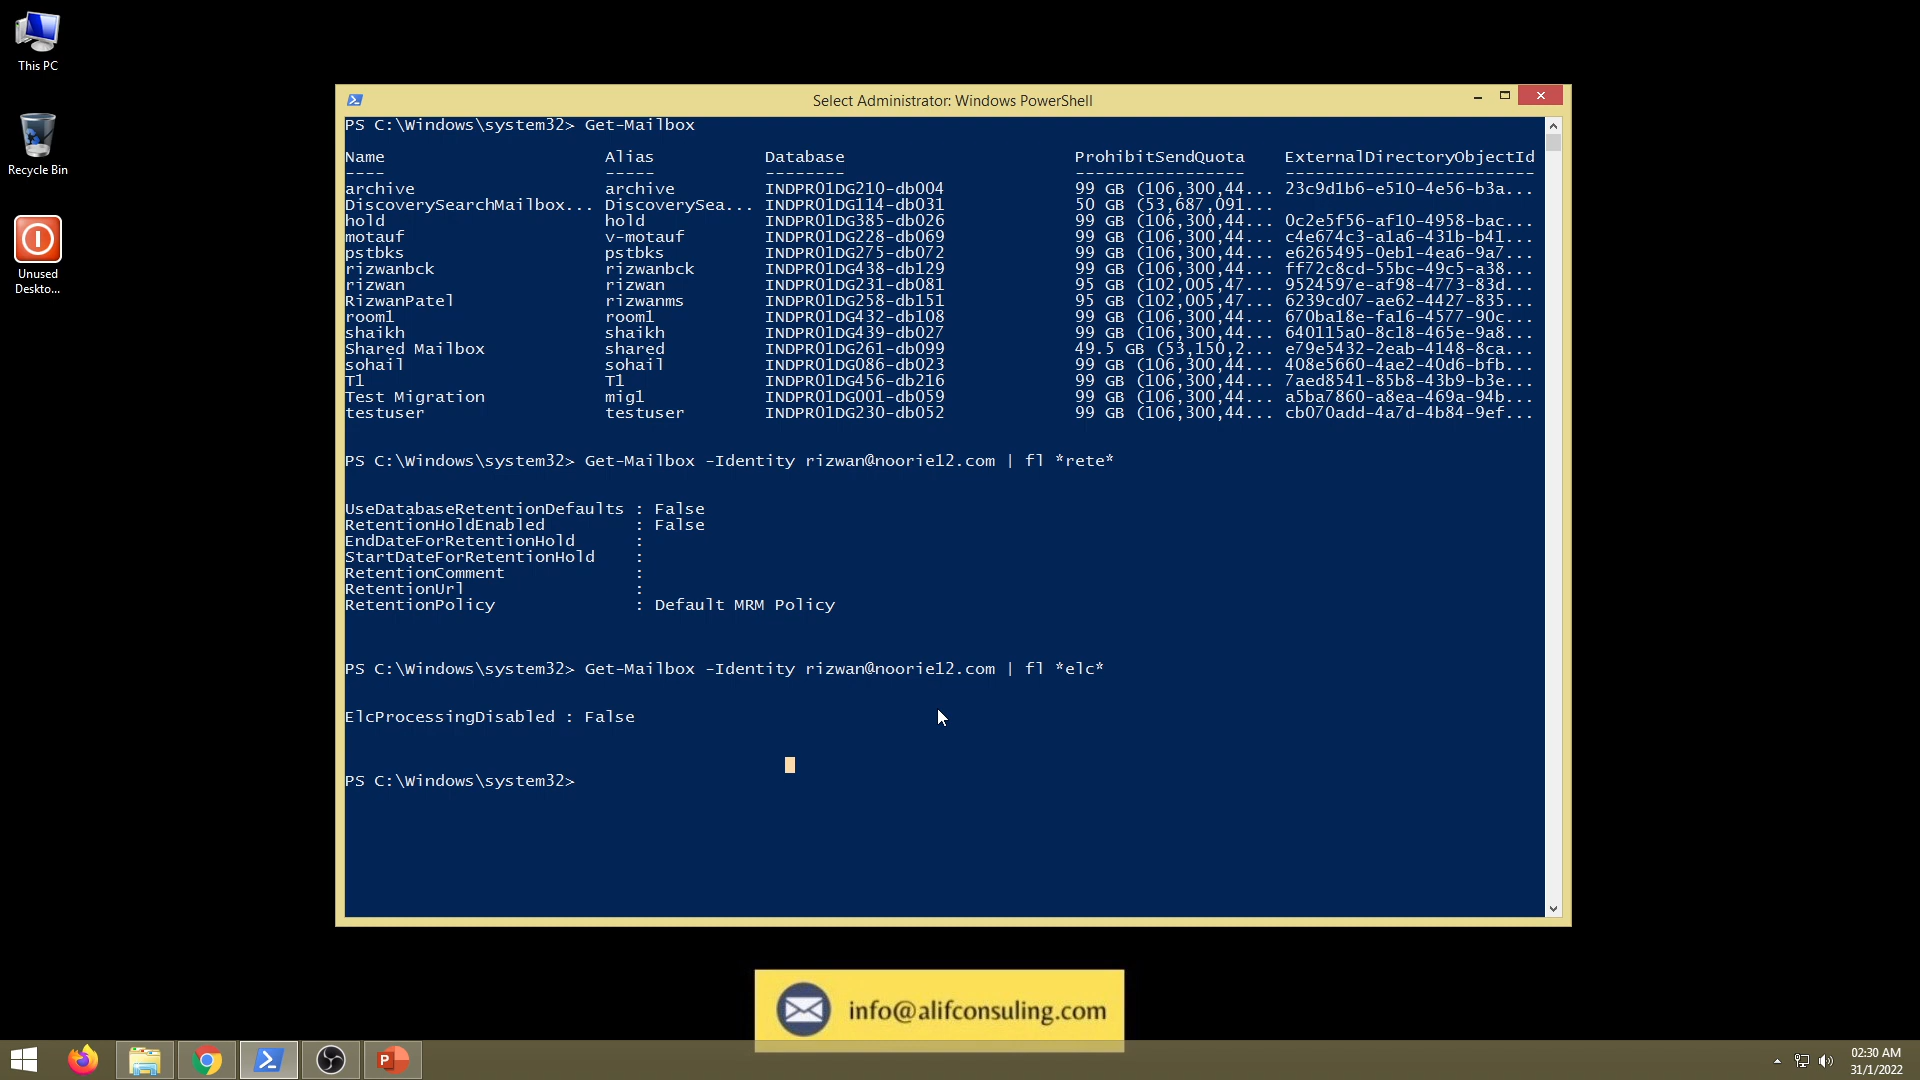 This PC
Recycle Bin
Unused
Deskto...
Select Administrator: Windows PowerShell
PS C:\Windows\system32> Get-Mailbox
Name Alias Database ProhibitSendQuota ExternalDirectoryObjectId
---- ----- -------- ----------------- -------------------------
archive archive INDPR01DG210-db004 99 GB (106,300,44... 23c9d1b6-e510-4e56-b3a...
DiscoverySearchMailbox... DiscoverySea... INDPR01DG114-db031 50 GB (53,687,091...
hold hold INDPR01DG385-db026 99 GB (106,300,44... 0c2e5f56-af10-4958-bac...
motauf v-motauf INDPR01DG228-db069 99 GB (106,300,44... c4e674c3-a1a6-431b-b41...
pstbks pstbks INDPR01DG275-db072 99 GB (106,300,44... e6265495-0eb1-4ea6-9a7...
rizwanbck rizwanbck INDPR01DG438-db129 99 GB (106,300,44... ff72c8cd-55bc-49c5-a38...
rizwan rizwan INDPR01DG231-db081 95 GB (102,005,47... 9524597e-af98-4773-83d...
RizwanPatel rizwanms INDPR01DG258-db151 95 GB (102,005,47... 6239cd07-ae62-4427-835...
room1 room1 INDPR01DG432-db108 99 GB (106,300,44... 670ba18e-fa16-4577-90c...
shaikh shaikh INDPR01DG439-db027 99 GB (106,300,44... 640115a0-8c18-465e-9a8...
Shared Mailbox shared INDPR01DG261-db099 49.5 GB (53,150,2... e79e5432-2eab-4148-8ca...
sohail sohail INDPR01DG086-db023 99 GB (106,300,44... 408e5660-4ae2-40d6-bfb...
T1 T1 INDPR01DG456-db216 99 GB (106,300,44... 7aed8541-85b8-43b9-b3e...
Test Migration mig1 INDPR01DG001-db059 99 GB (106,300,44... a5ba7860-a8ea-469a-94b...
testuser testuser INDPR01DG230-db052 99 GB (106,300,44... cb070add-4a7d-4b84-9ef...
PS C:\Windows\system32> Get-Mailbox -Identity rizwan@noorie12.com | fl *rete*
UseDatabaseRetentionDefaults : False
RetentionHoldEnabled : False
EndDateForRetentionHold :
StartDateForRetentionHold :
RetentionComment :
RetentionUrl :
RetentionPolicy : Default MRM Policy
PS C:\Windows\system32> Get-Mailbox -Identity rizwan@noorie12.com | fl *elc*
ElcProcessingDisabled : False
PS C:\Windows\system32>
info@alifconsuling.com
02:30 AM
31/1/2022